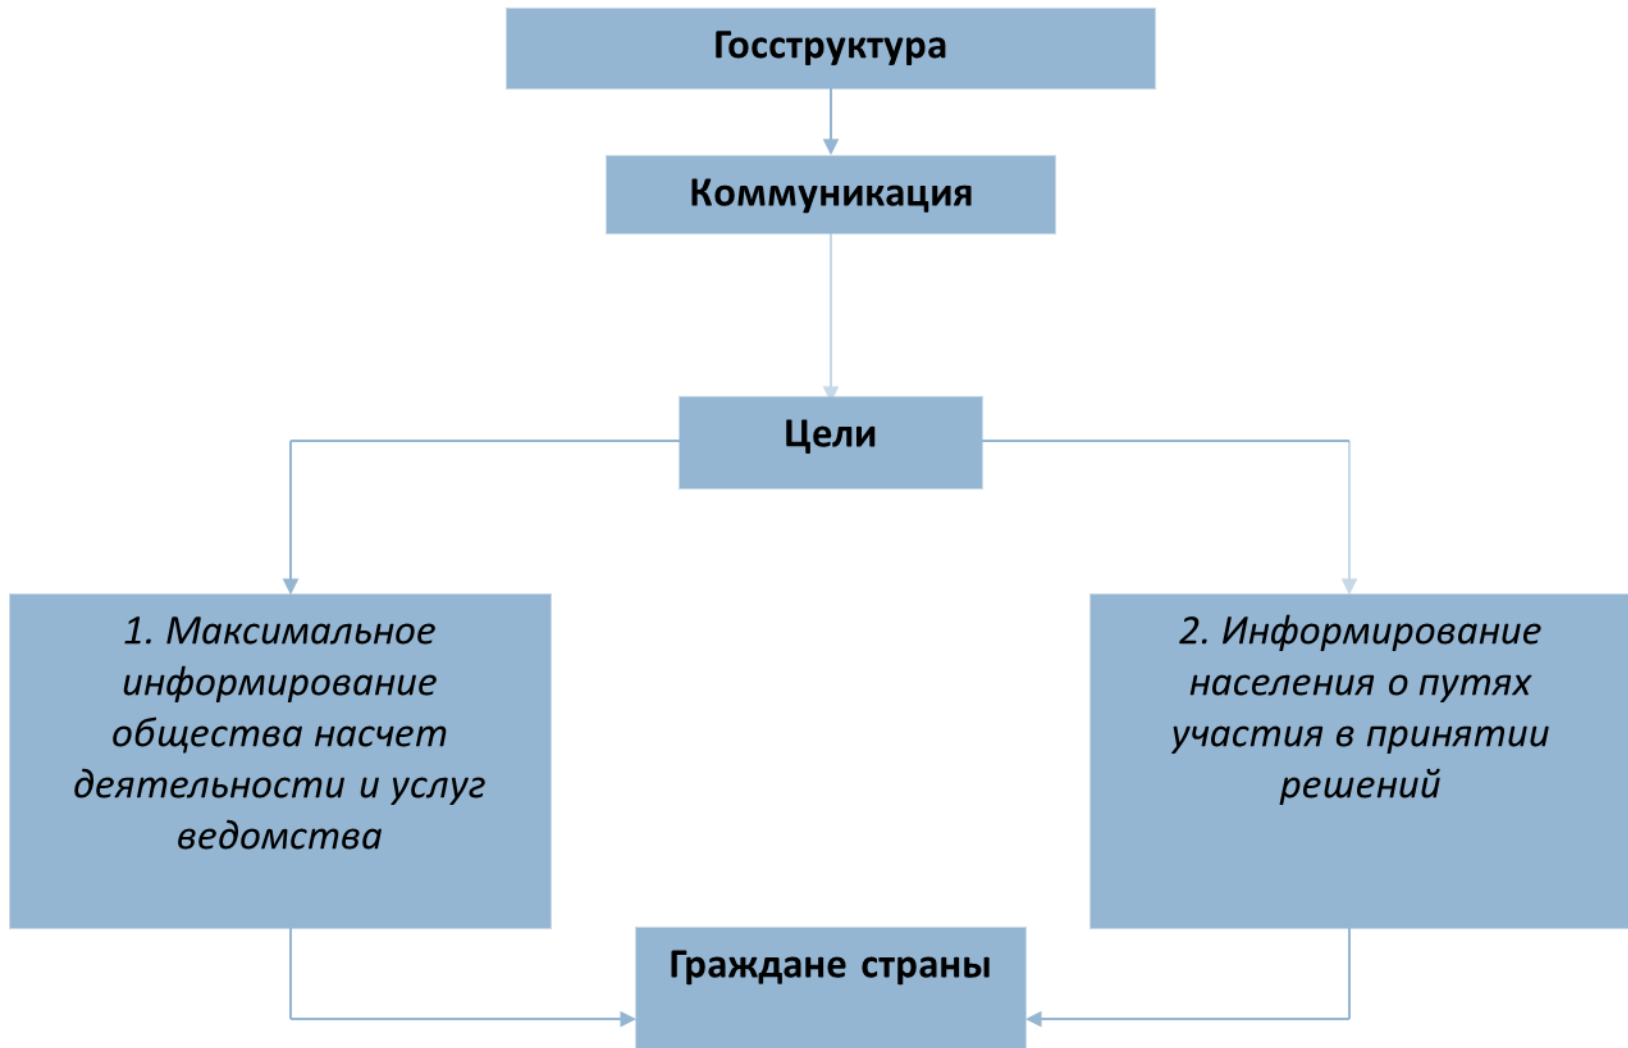 Госструктура
Коммуникация
Цели
1. Максимальное
информирование
общества насчет
деятельности и услуг
ведомства
2. Информирование
населения о путях
участия в принятии
решений
Граждане страны